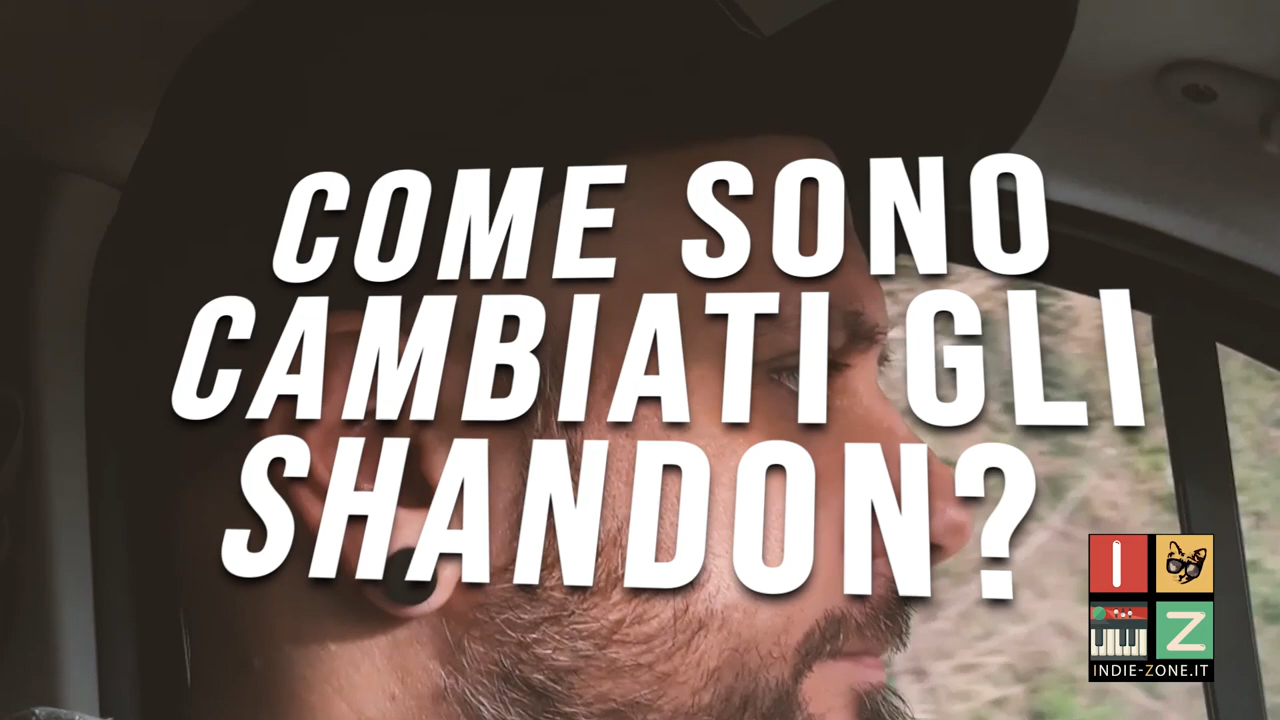 COME SONO
CAMBIATI GLI
SHANDON?
I
Z
INDIE-ZONE.IT